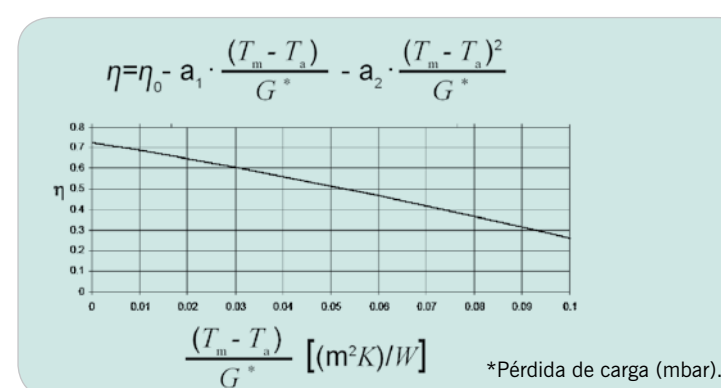 η=η₀- a₁ · (Tₘ - Tₐ) / G* - a₂ · (Tₘ - Tₐ)² / G*
0.8
0.7
0.6
η 0.5
0.4
0.3
0.2
0.1
0
0 0.01 0.02 0.03 0.04 0.05 0.06 0.07 0.08 0.09 0.1
(Tₘ - Tₐ) / G* [(m²K)/W]
*Pérdida de carga (mbar).